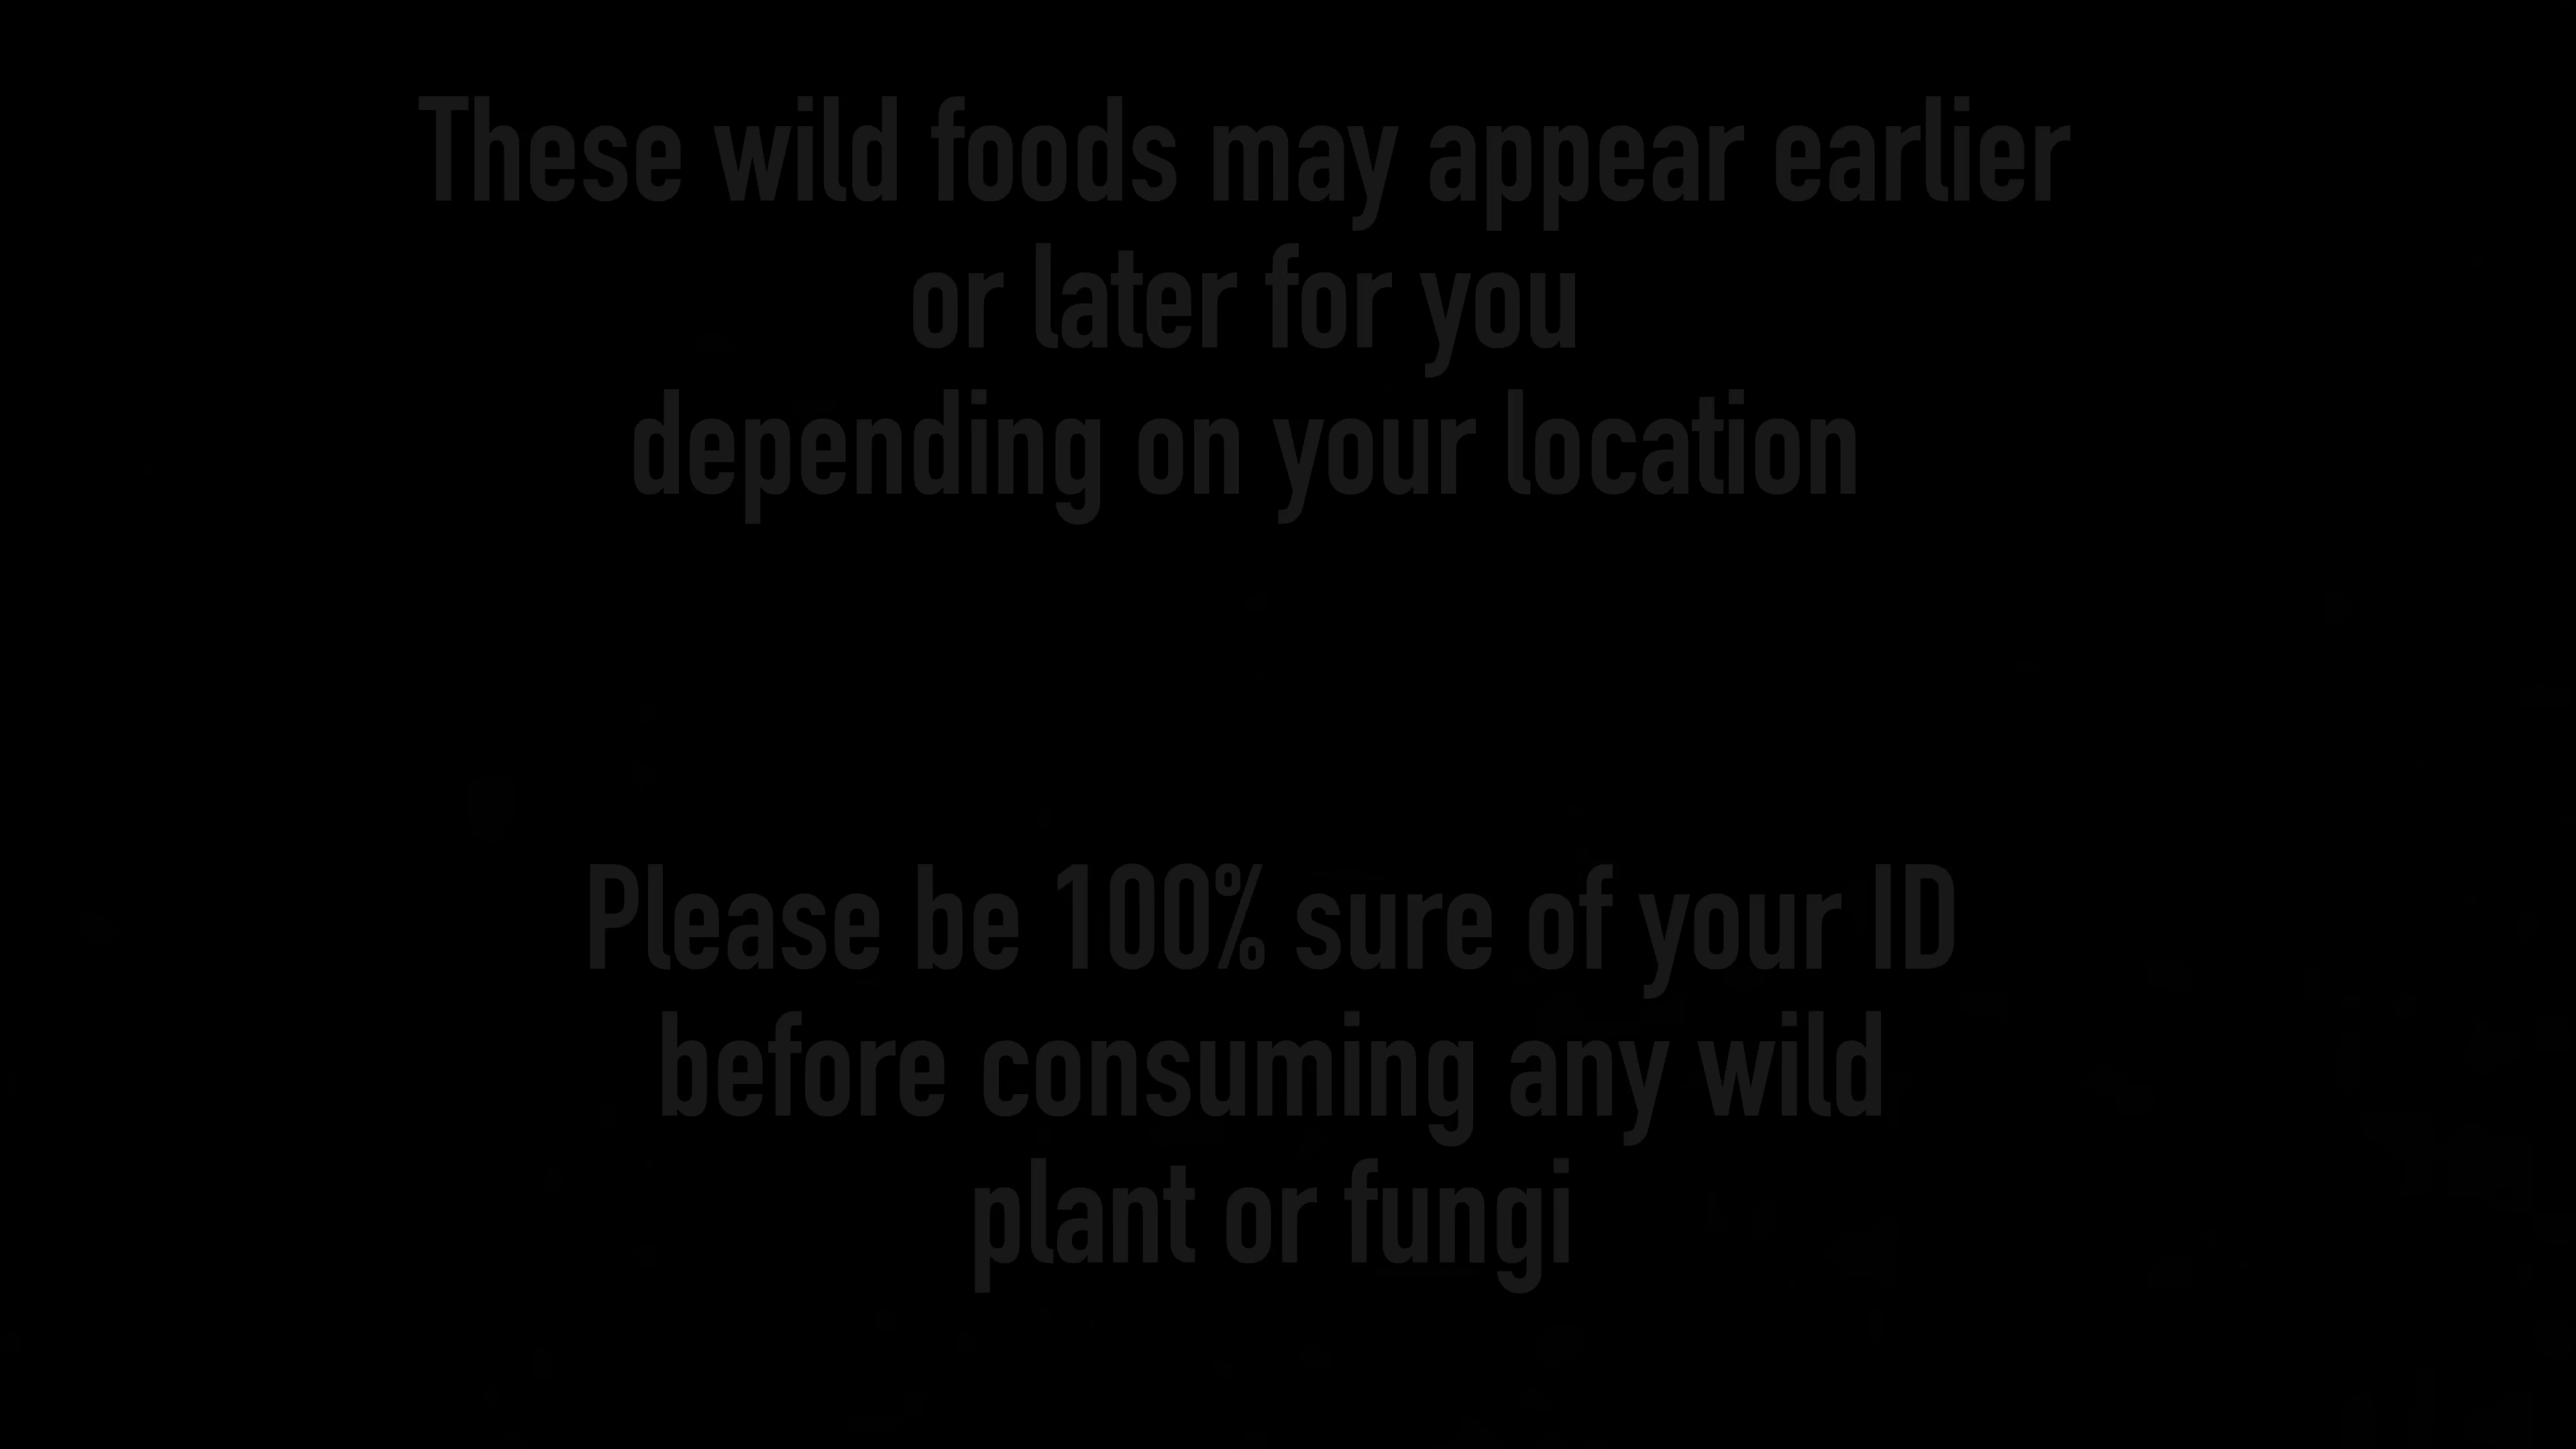 These wild foods may appear earlier
or later for you
depending on your location
Please be 100% sure of your ID
before consuming any wild
plant or fungi